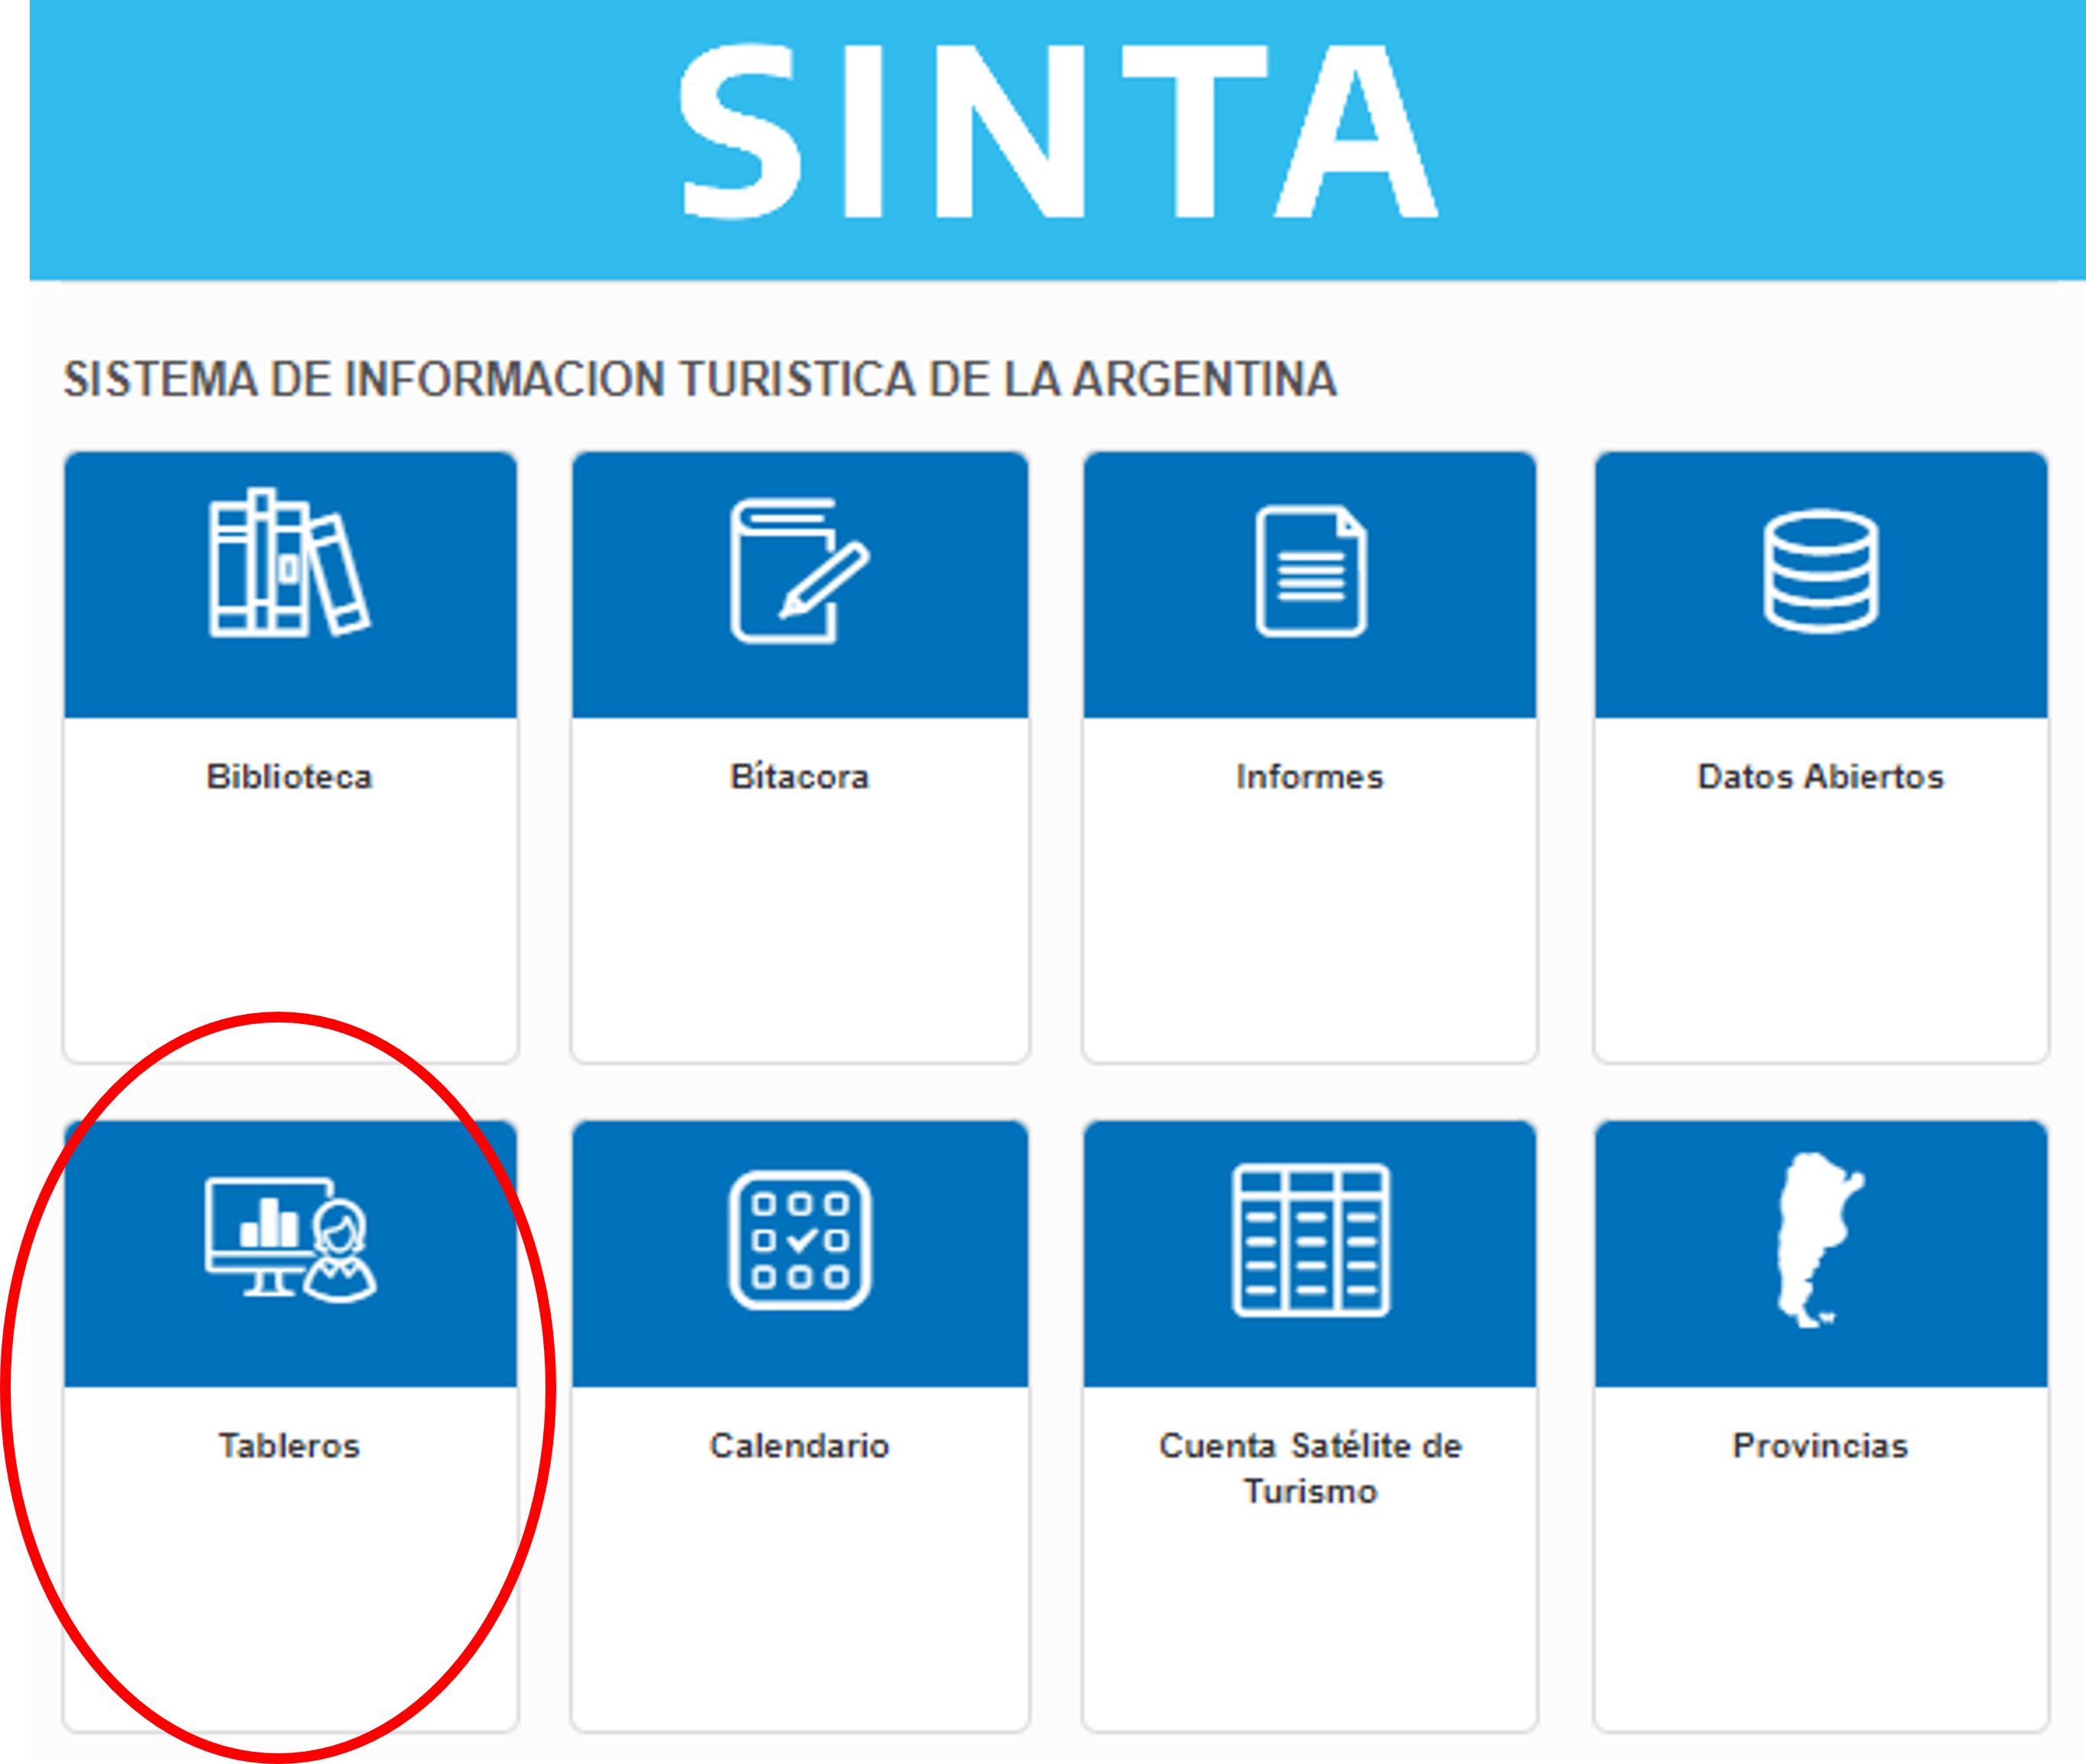 SINTA
SISTEMA DE INFORMACION TURISTICA DE LA ARGENTINA
Biblioteca
Bítacora
Informes
Datos Abiertos
Tableros
Calendario
Cuenta Satélite de
Turismo
Provincias